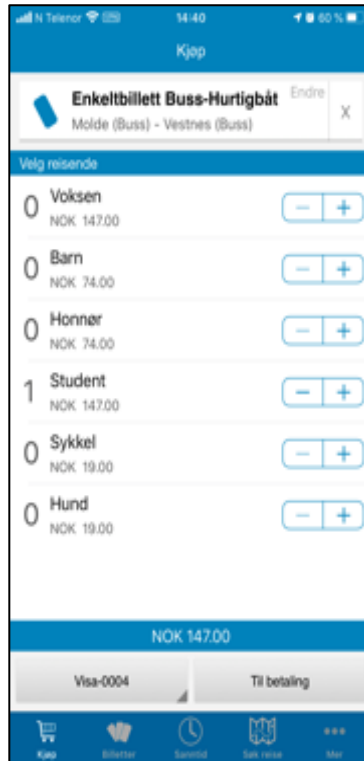 N Telenor 14:40 60 %
Kjøp
Enkeltbillett Buss-Hurtigbåt Endre X
Molde (Buss) - Vestnes (Buss)
Velg reisende
0 Voksen
NOK 147.00
0 Barn
NOK 74.00
0 Honnør
NOK 74.00
1 Student
NOK 147.00
0 Sykkel
NOK 19.00
0 Hund
NOK 19.00
NOK 147.00
Visa-0004 Til betaling
Kjøp Billetter Sanntid Søk reise Mer